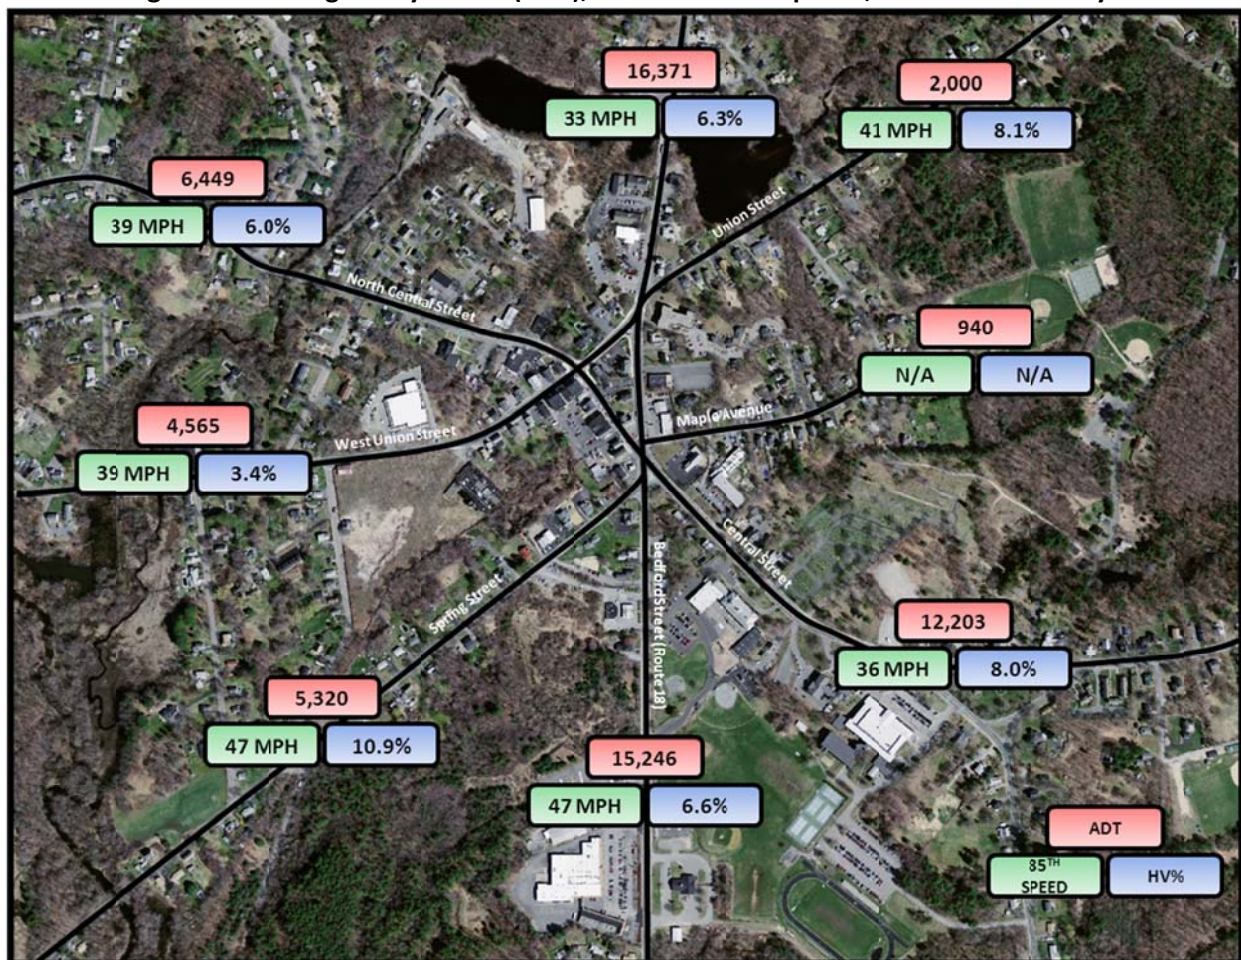 16,371
33 MPH
6.3%
2,000
41 MPH
8.1%
6,449
39 MPH
6.0%
Union Street
North Central Street
940
N/A
N/A
4,565
39 MPH
3.4%
West Union Street
Maple Avenue
Central Street
Bedford Street (Route 18)
Spring Street
12,203
36 MPH
8.0%
5,320
47 MPH
10.9%
15,246
47 MPH
6.6%
ADT
85TH
SPEED
HV%